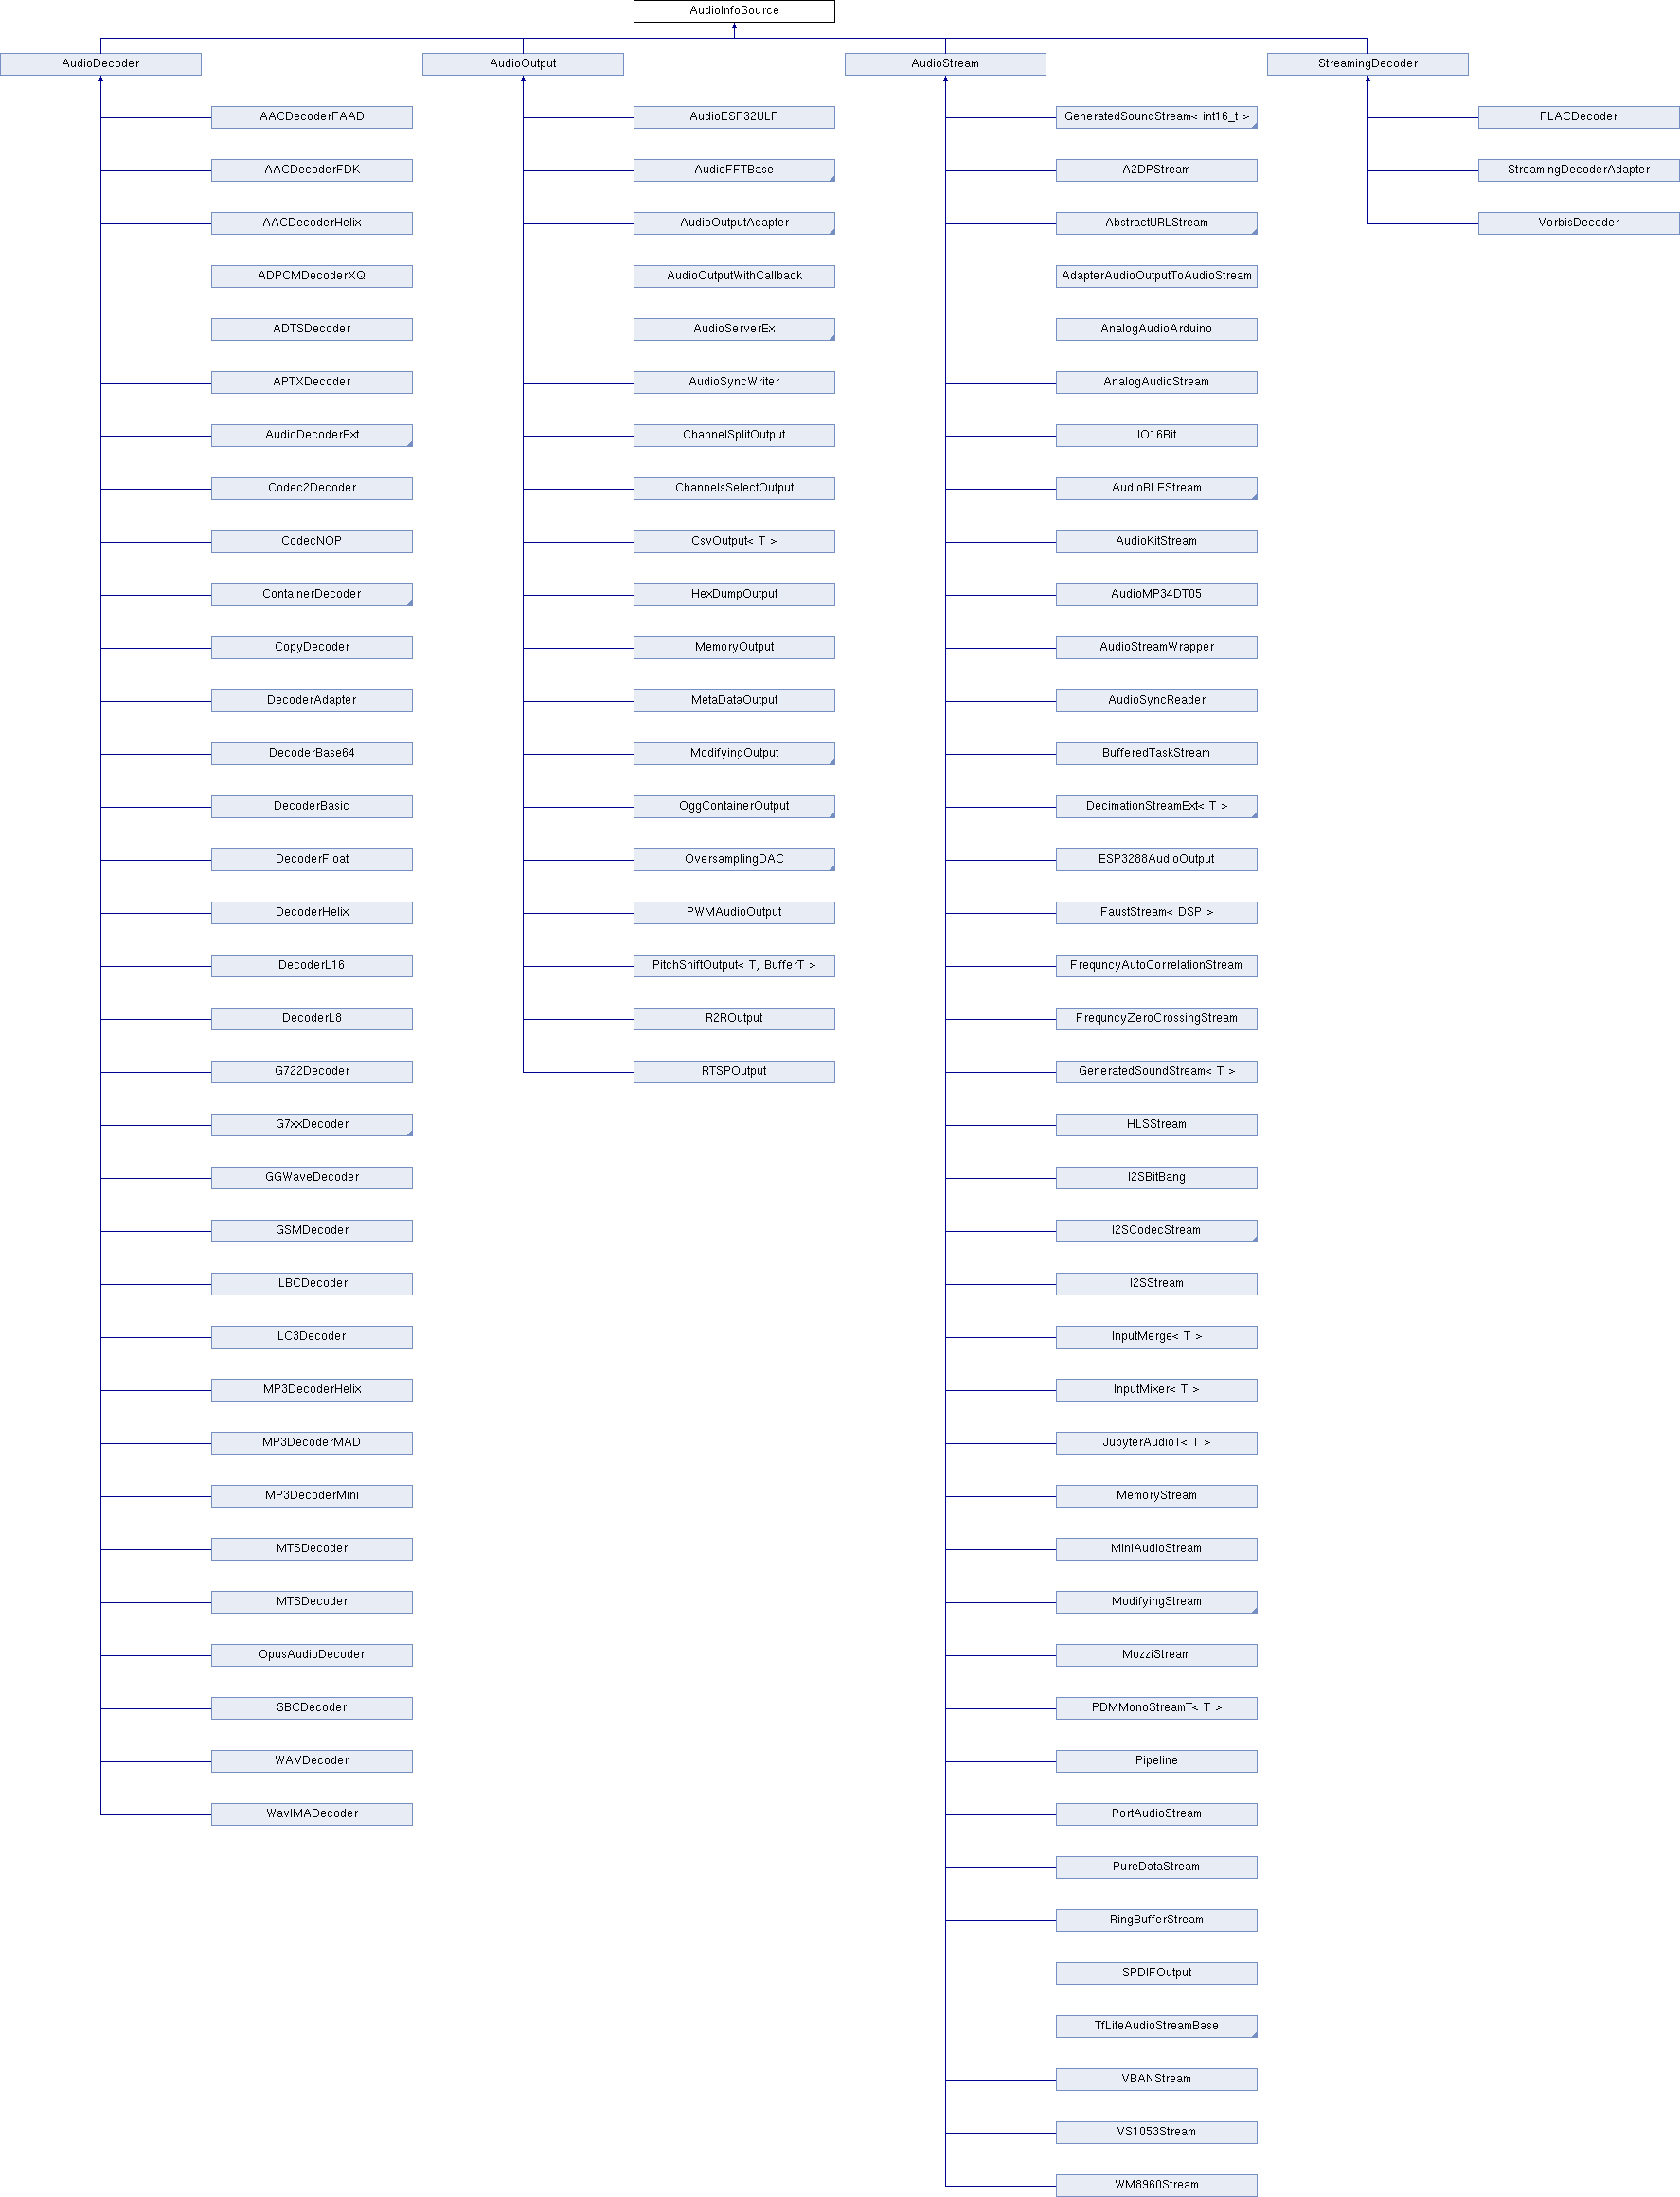 AudioInfoSource
AudioDecoder
AudioOutput
AudioStream
StreamingDecoder
AACDecoderFAAD
AudioESP32ULP
GeneratedSoundStream< int16_t >
FLACDecoder
AACDecoderFDK
AudioFFTBase
A2DPStream
StreamingDecoderAdapter
AACDecoderHelix
AudioOutputAdapter
AbstractURLStream
VorbisDecoder
ADPCMDecoderXQ
AudioOutputWithCallback
AdapterAudioOutputToAudioStream
ADTSDecoder
AudioServerEx
AnalogAudioArduino
APTXDecoder
AudioSyncWriter
AnalogAudioStream
AudioDecoderExt
ChannelSplitOutput
IO16Bit
Codec2Decoder
ChannelsSelectOutput
AudioBLEStream
CodecNOP
CsvOutput< T >
AudioKitStream
ContainerDecoder
HexDumpOutput
AudioMP34DT05
CopyDecoder
MemoryOutput
AudioStreamWrapper
DecoderAdapter
MetaDataOutput
AudioSyncReader
DecoderBase64
ModifyingOutput
BufferedTaskStream
DecoderBasic
OggContainerOutput
DecimationStreamExt< T >
DecoderFloat
OversamplingDAC
ESP3288AudioOutput
DecoderHelix
PWMAudioOutput
FaustStream< DSP >
DecoderL16
PitchShiftOutput< T, BufferT >
FrequncyAutoCorrelationStream
DecoderL8
R2ROutput
FrequncyZeroCrossingStream
G722Decoder
RTSPOutput
GeneratedSoundStream< T >
G7xxDecoder
HLSStream
GGWaveDecoder
I2SBitBang
GSMDecoder
I2SCodecStream
ILBCDecoder
I2SStream
LC3Decoder
InputMerge< T >
MP3DecoderHelix
InputMixer< T >
MP3DecoderMAD
JupyterAudioT< T >
MP3DecoderMini
MemoryStream
MTSDecoder
MiniAudioStream
MTSDecoder
ModifyingStream
OpusAudioDecoder
MozziStream
SBCDecoder
PDMMonoStreamT< T >
WAVDecoder
Pipeline
WavIMADecoder
PortAudioStream
PureDataStream
RingBufferStream
SPDIFOutput
TfLiteAudioStreamBase
VBANStream
VS1053Stream
WM8960Stream